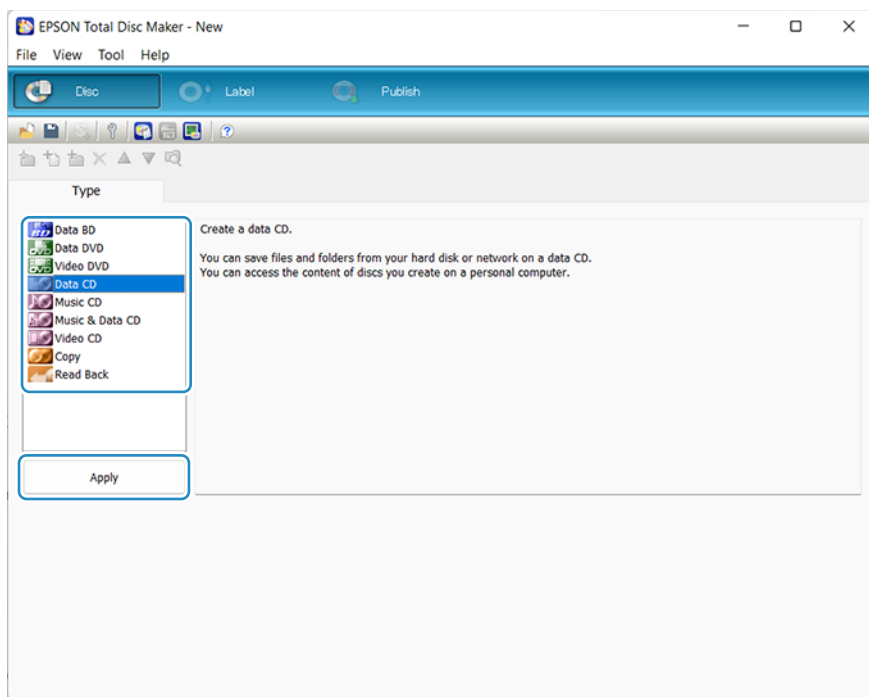 EPSON Total Disc Maker - New
File View Tool Help
Disc Label Publish
Type
Data BD
Data DVD
Video DVD
Data CD
Music CD
Music & Data CD
Video CD
Copy
Read Back
Apply
Create a data CD.
You can save files and folders from your hard disk or network on a data CD.
You can access the content of discs you create on a personal computer.